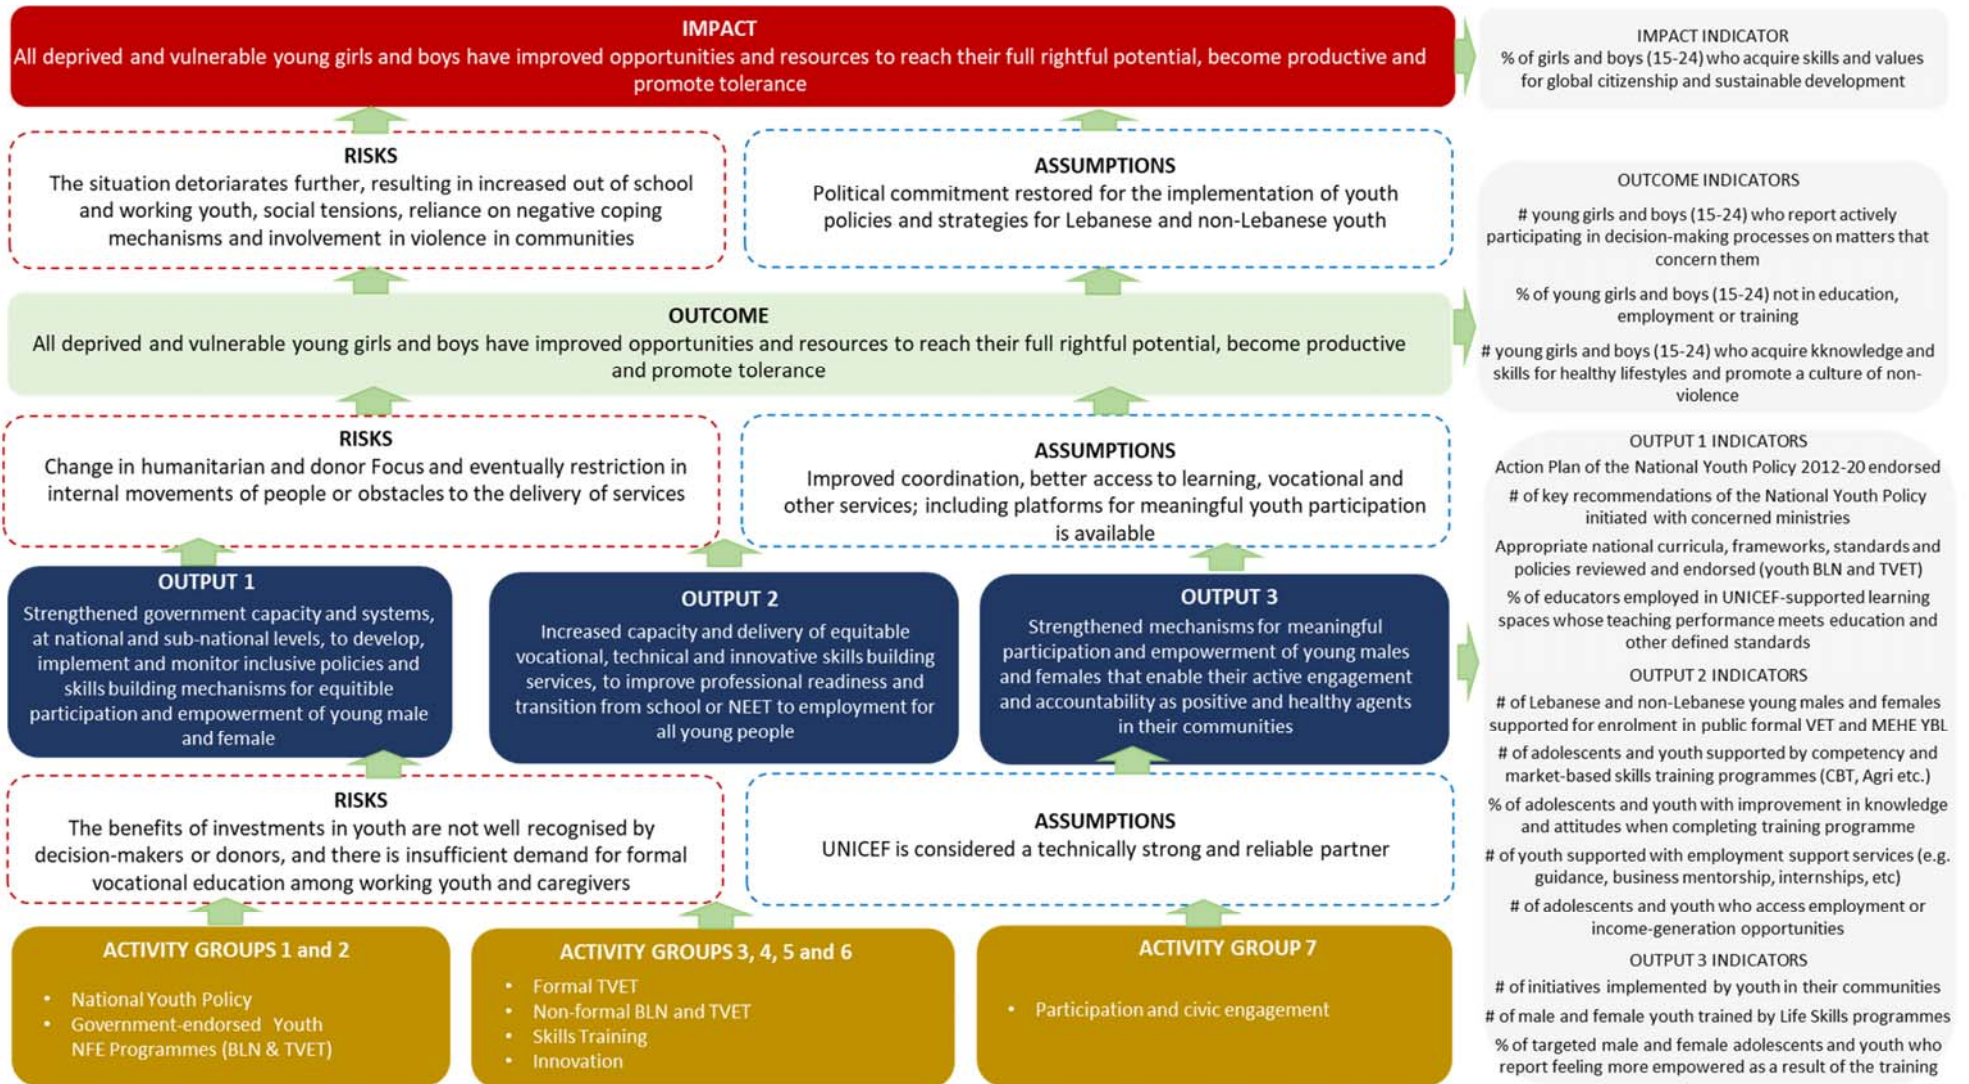 IMPACT
All deprived and vulnerable young girls and boys have improved opportunities and resources to reach their full rightful potential, become productive and
promote tolerance
IMPACT INDICATOR
% of girls and boys (15-24) who acquire skills and values
for global citizenship and sustainable development
RISKS
The situation detoriarates further, resulting in increased out of school
and working youth, social tensions, reliance on negative coping
mechanisms and involvement in violence in communities
ASSUMPTIONS
Political commitment restored for the implementation of youth
policies and strategies for Lebanese and non-Lebanese youth
OUTCOME
All deprived and vulnerable young girls and boys have improved opportunities and resources to reach their full rightful potential, become productive
and promote tolerance
OUTCOME INDICATORS
# young girls and boys (15-24) who report actively
participating in decision-making processes on matters that
concern them
% of young girls and boys (15-24) not in education,
employment or training
# young girls and boys (15-24) who acquire kknowledge and
skills for healthy lifestyles and promote a culture of non-
violence
RISKS
Change in humanitarian and donor Focus and eventually restriction in
internal movements of people or obstacles to the delivery of services
ASSUMPTIONS
Improved coordination, better access to learning, vocational and
other services; including platforms for meaningful youth participation
is available
OUTPUT 1
Strengthened government capacity and systems,
at national and sub-national levels, to develop,
implement and monitor inclusive policies and
skills building mechanisms for equitible
participation and empowerment of young male
and female
OUTPUT 2
Increased capacity and delivery of equitable
vocational, technical and innovative skills building
services, to improve professional readiness and
transition from school or NEET to employment for
all young people
OUTPUT 3
Strengthened mechanisms for meaningful
participation and empowerment of young males
and females that enable their active engagement
and accountability as positive and healthy agents
in their communities
OUTPUT 1 INDICATORS
Action Plan of the National Youth Policy 2012-20 endorsed
# of key recommendations of the National Youth Policy
initiated with concerned ministries
Appropriate national curricula, frameworks, standards and
policies reviewed and endorsed (youth BLN and TVET)
% of educators employed in UNICEF-supported learning
spaces whose teaching performance meets education and
other defined standards
OUTPUT 2 INDICATORS
# of Lebanese and non-Lebanese young males and females
supported for enrolment in public formal VET and MEHE YBL
# of adolescents and youth supported by competency and
market-based skills training programmes (CBT, Agri etc.)
% of adolescents and youth with improvement in knowledge
and attitudes when completing training programme
# of youth supported with employment support services (e.g.
guidance, business mentorship, internships, etc)
# of adolescents and youth who access employment or
income-generation opportunities
OUTPUT 3 INDICATORS
# of initiatives implemented by youth in their communities
# of male and female youth trained by Life Skills programmes
% of targeted male and female adolescents and youth who
report feeling more empowered as a result of the training
RISKS
The benefits of investments in youth are not well recognised by
decision-makers or donors, and there is insufficient demand for formal
vocational education among working youth and caregivers
ASSUMPTIONS
UNICEF is considered a technically strong and reliable partner
ACTIVITY GROUPS 1 and 2
• National Youth Policy
• Government-endorsed Youth
NFE Programmes (BLN & TVET)
ACTIVITY GROUPS 3, 4, 5 and 6
• Formal TVET
• Non-formal BLN and TVET
• Skills Training
• Innovation
ACTIVITY GROUP 7
• Participation and civic engagement